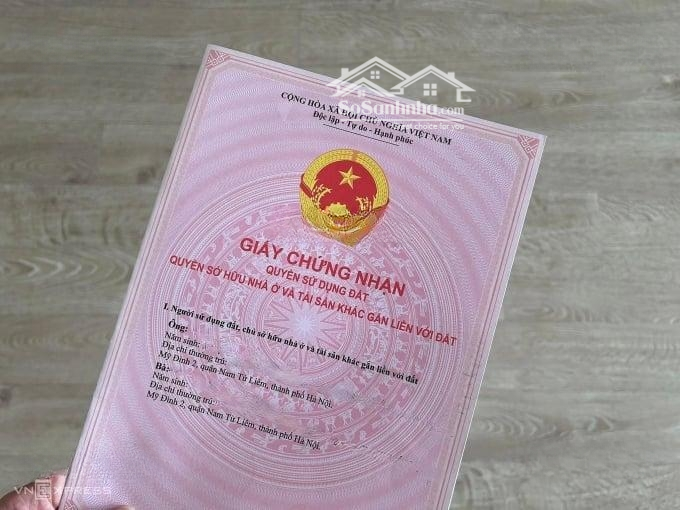 SoSanhnha.com
CỘNG HÒA XÃ HỘI CHỦ NGHĨA VIỆT NAM
Độc lập - Tự do - Hạnh phúc
GIẤY CHỨNG NHẬN
QUYỀN SỬ DỤNG ĐẤT
QUYỀN SỞ HỮU NHÀ Ở VÀ TÀI SẢN KHÁC GẮN LIỀN VỚI ĐẤT
I. Người sử dụng đất, chủ sở hữu nhà ở và tài sản khác gắn liền với đất
Ông:
Năm sinh:
Địa chỉ thường trú:
Mỹ Đình 2, quận Nam Từ Liêm, thành phố Hà Nội.
Bà:
Năm sinh:
Địa chỉ thường trú:
Mỹ Đình 2, quận Nam Từ Liêm, thành phố Hà Nội.
VNEXPRESS